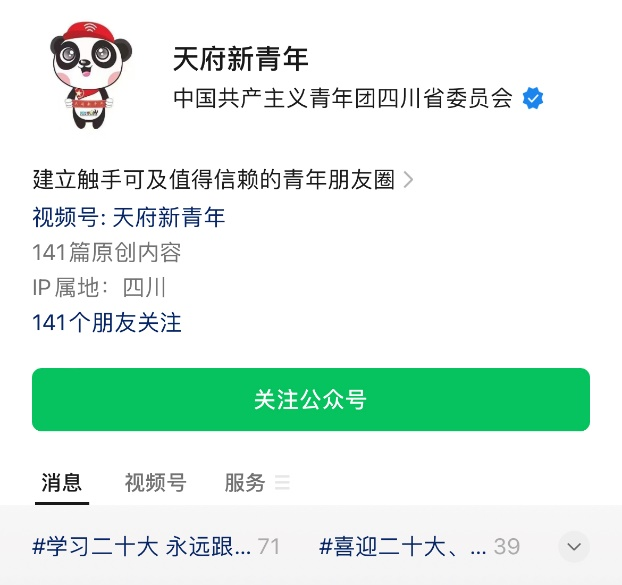 天府新青年
中国共产主义青年团四川省委员会
建立触手可及值得信赖的青年朋友圈
视频号: 天府新青年
141篇原创内容
IP属地：四川
141个朋友关注
关注公众号
消息 视频号 服务
#学习二十大 永远跟... 71 #喜迎二十大、... 39